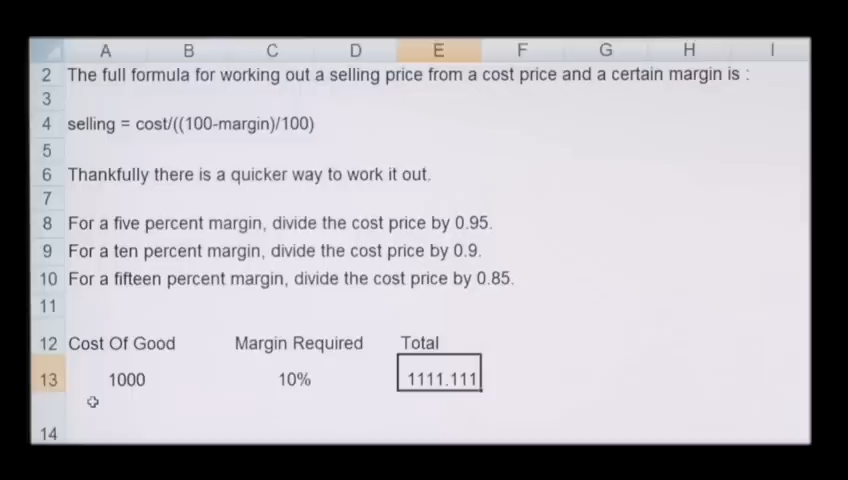 A B C D E F G H I
2 The full formula for working out a selling price from a cost price and a certain margin is :
3
4 selling = cost/((100-margin)/100)
5
6 Thankfully there is a quicker way to work it out.
7
8 For a five percent margin, divide the cost price by 0.95.
9 For a ten percent margin, divide the cost price by 0.9.
10 For a fifteen percent margin, divide the cost price by 0.85.
11
12 Cost Of Good Margin Required Total
13 1000 10% 1111.111
14